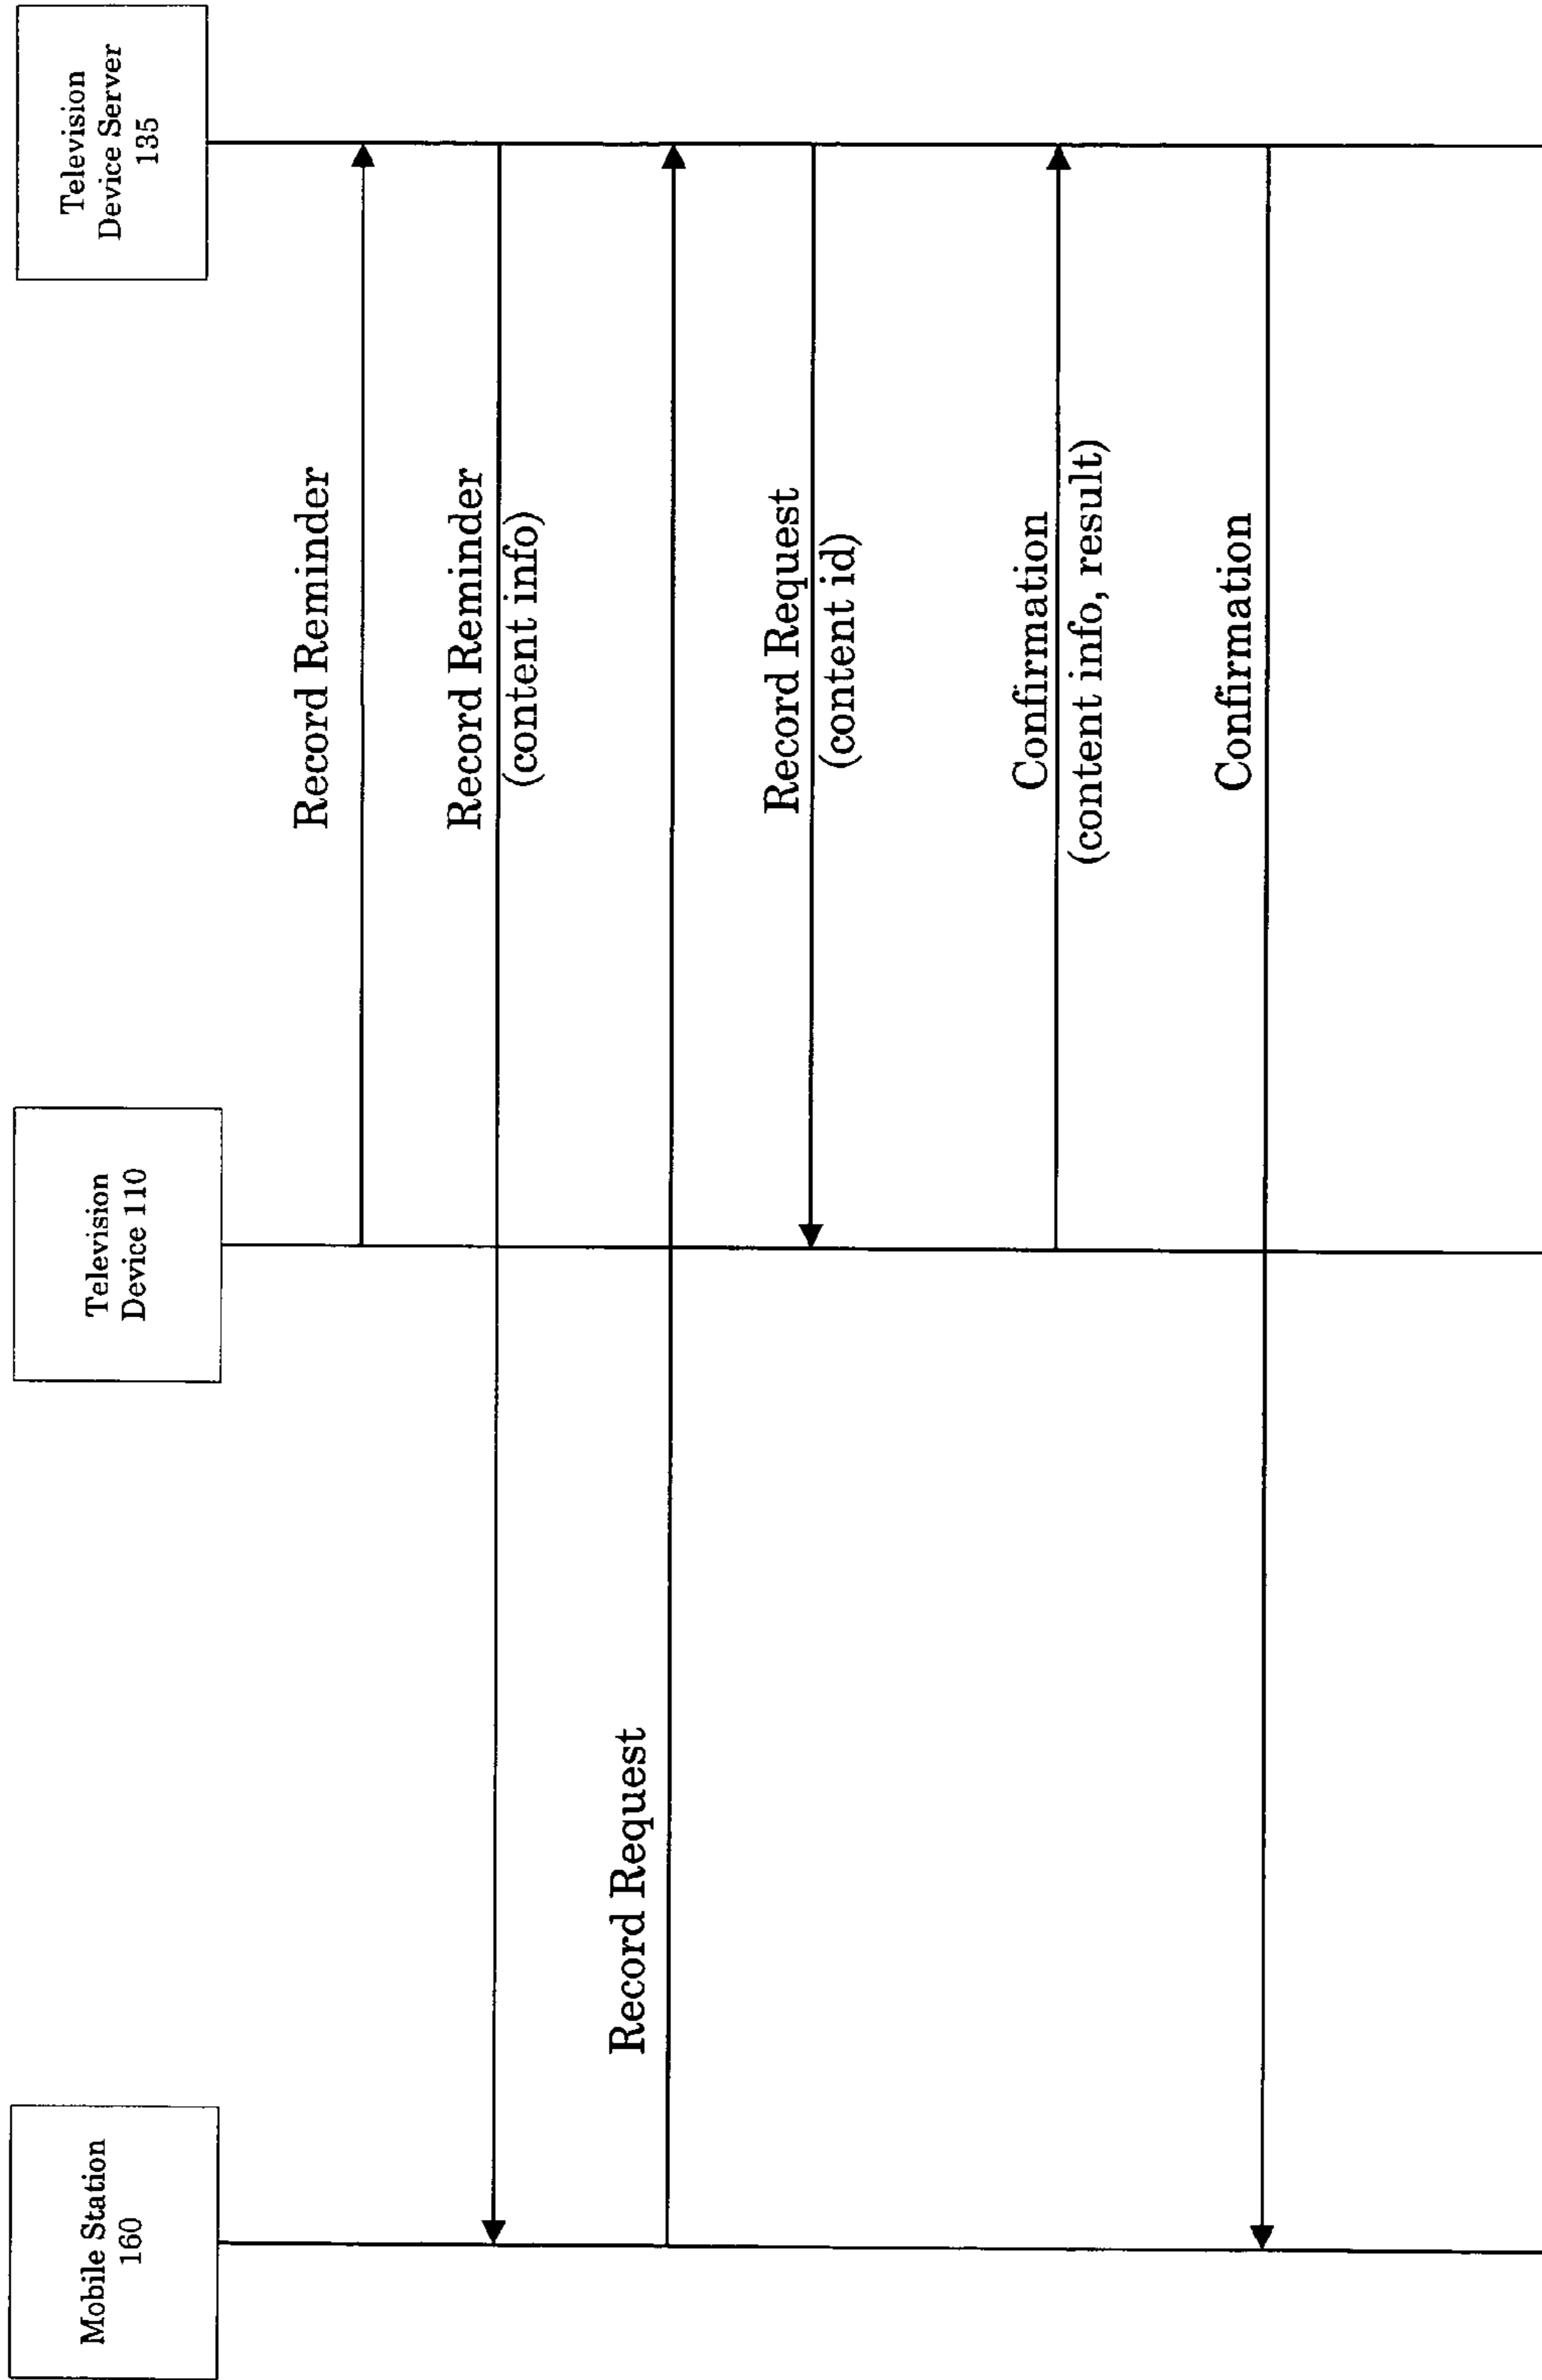 Mobile Station
160
Television
Device 110
Television
Device Server
135
Record Reminder
Record Reminder
(content info)
Record Request
Record Request
(content id)
Confirmation
(content info, result)
Confirmation